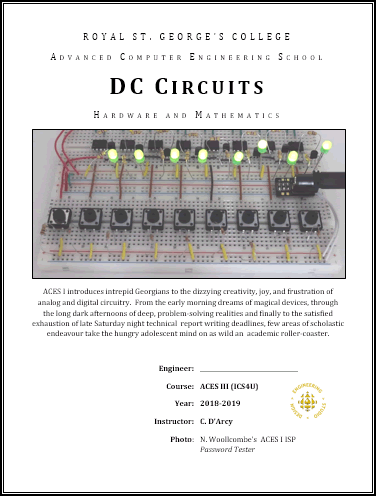 ROYAL ST. GEORGE'S COLLEGE
ADVANCED COMPUTER ENGINEERING SCHOOL
DC CIRCUITS
HARDWARE AND MATHEMATICS
ACES I introduces intrepid Georgians to the dizzying creativity, joy, and frustration of
analog and digital circuitry. From the early morning dreams of magical devices, through
the long dark afternoons of deep, problem-solving realities and finally to the satisfied
exhaustion of late Saturday night technical report writing deadlines, few areas of scholastic
endeavour take the hungry adolescent mind on as wild an academic roller-coaster.
Engineer:
Course: ACES III (ICS4U)
Year: 2018-2019
Instructor: C. D'Arcy
Photo: N. Woollcombe's ACES I ISP
Password Tester
ENGINEERING